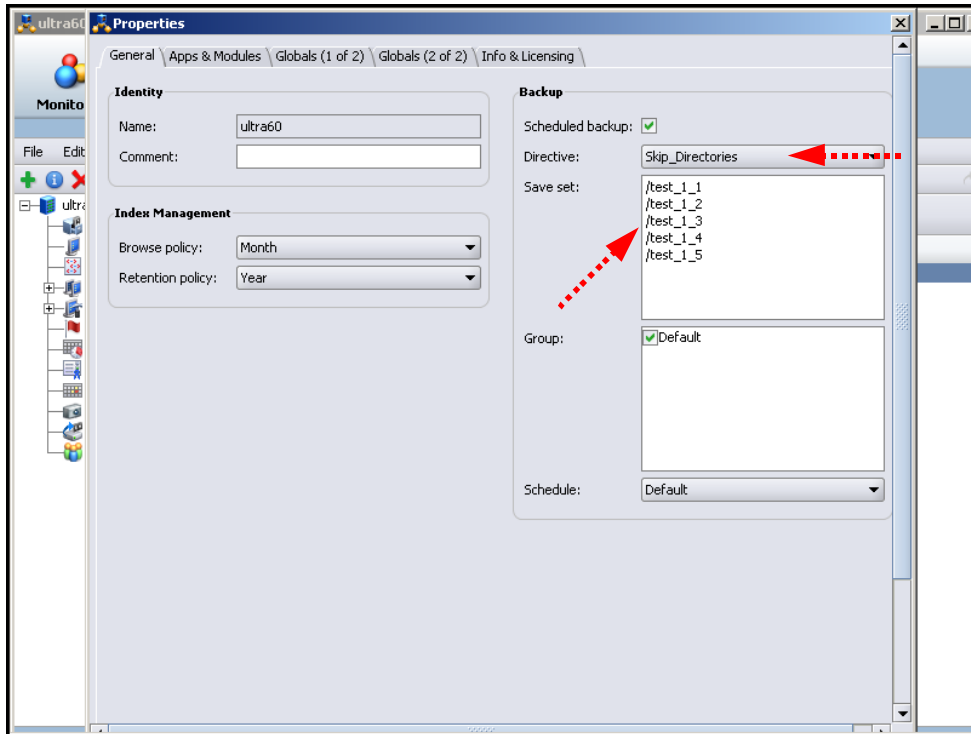 ultra60
Properties
General
Apps & Modules
Globals (1 of 2)
Globals (2 of 2)
Info & Licensing
Monito
File Edit
ultra
Identity
Name: ultra60
Comment:
Index Management
Browse policy: Month
Retention policy: Year
Backup
Scheduled backup:
Directive: Skip_Directories
Save set:
/test_1_1
/test_1_2
/test_1_3
/test_1_4
/test_1_5
Group: Default
Schedule: Default